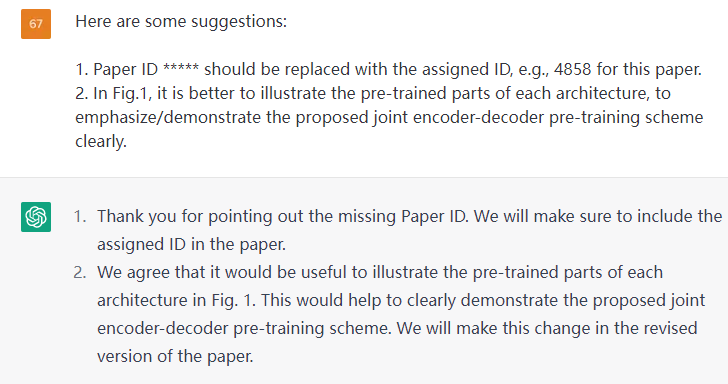 67
Here are some suggestions:
1. Paper ID ***** should be replaced with the assigned ID, e.g., 4858 for this paper.
2. In Fig.1, it is better to illustrate the pre-trained parts of each architecture, to
emphasize/demonstrate the proposed joint encoder-decoder pre-training scheme
clearly.
1. Thank you for pointing out the missing Paper ID. We will make sure to include the
assigned ID in the paper.
2. We agree that it would be useful to illustrate the pre-trained parts of each
architecture in Fig. 1. This would help to clearly demonstrate the proposed joint
encoder-decoder pre-training scheme. We will make this change in the revised
version of the paper.